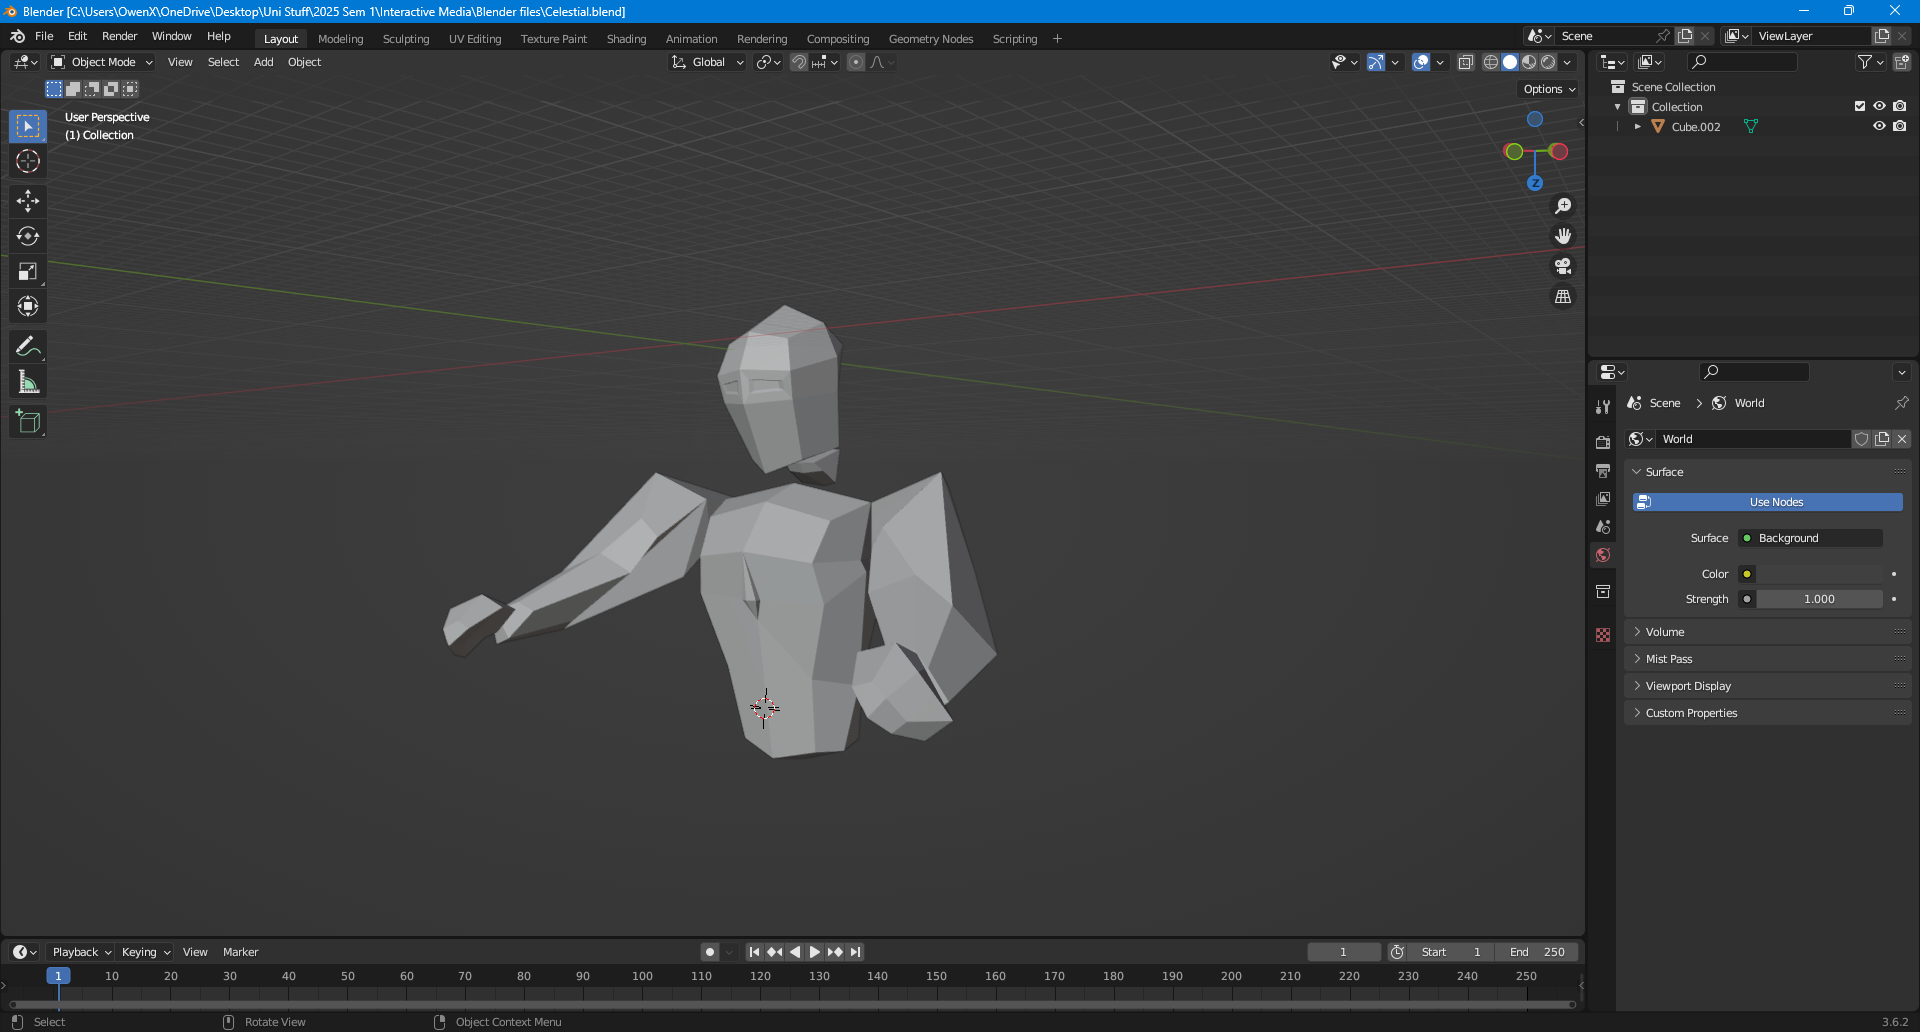 Blender [C:\Users\OwenX\OneDrive\Desktop\Uni Stuff\2025 Sem 1\Interactive Media\Blender files\Celestial.blend]
File Edit Render Window Help Layout Modeling Sculpting UV Editing Texture Paint Shading Animation Rendering Compositing Geometry Nodes Scripting + Scene ViewLayer
Object Mode View Select Add Object Global
Options
User Perspective
(1) Collection
Z
Scene Collection
Collection
Cube.002
Scene > World
World
Surface
Use Nodes
Surface Background
Color
Strength 1.000
Volume
Mist Pass
Viewport Display
Custom Properties
Playback Keying View Marker 1 Start 1 End 250
1 10 20 30 40 50 60 70 80 90 100 110 120 130 140 150 160 170 180 190 200 210 220 230 240 250
Select Rotate View Object Context Menu 3.6.2